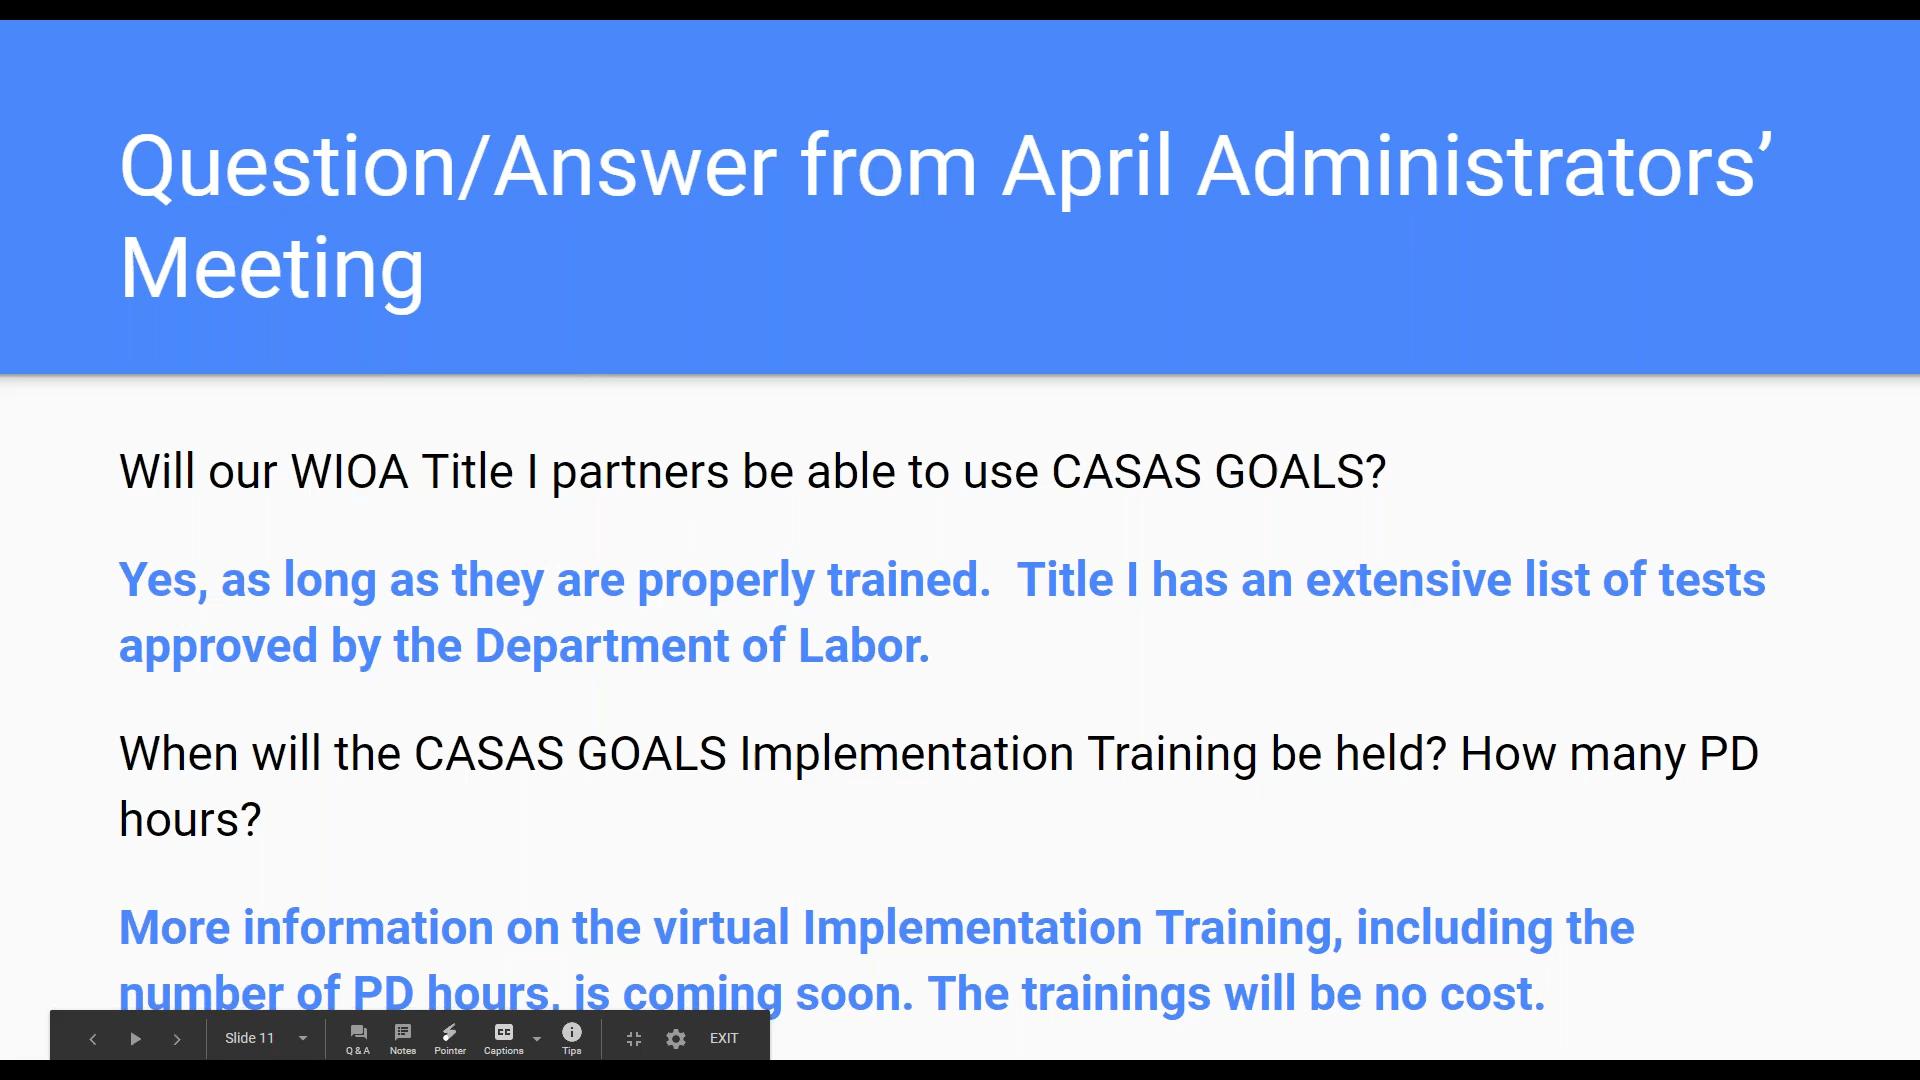 Question/Answer from April Administrators’
Meeting
Will our WIOA Title I partners be able to use CASAS GOALS?
Yes, as long as they are properly trained.  Title I has an extensive list of tests
approved by the Department of Labor.
When will the CASAS GOALS Implementation Training be held? How many PD
hours?
More information on the virtual Implementation Training, including the
number of PD hours, is coming soon. The trainings will be no cost.
Slide 11 Q & A Notes Pointer CC Captions Tips EXIT